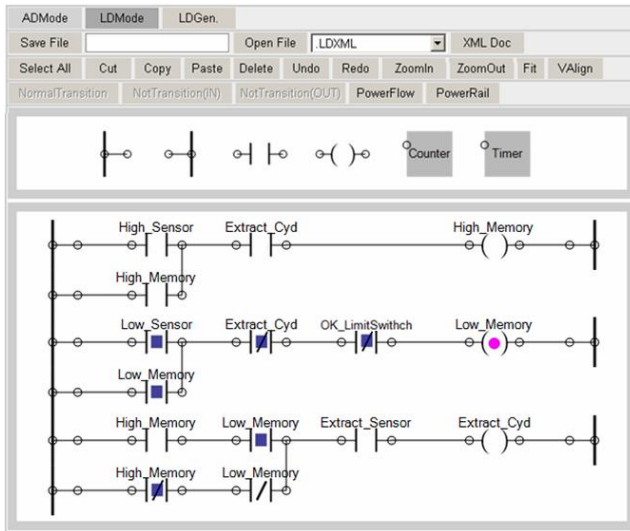 ADMode LDMode LDGen.
Save File Open File .LDXML XML Doc
Select All Cut Copy Paste Delete Undo Redo ZoomIn ZoomOut Fit VAlign
NormalTransition NotTransition(IN) NotTransition(OUT) PowerFlow PowerRail
Counter Timer
High_Sensor Extract_Cyd High_Memory
High_Memory
Low_Sensor Extract_Cyd OK_LimitSwithch Low_Memory
Low_Memory
High_Memory Low_Memory Extract_Sensor Extract_Cyd
High_Memory Low_Memory